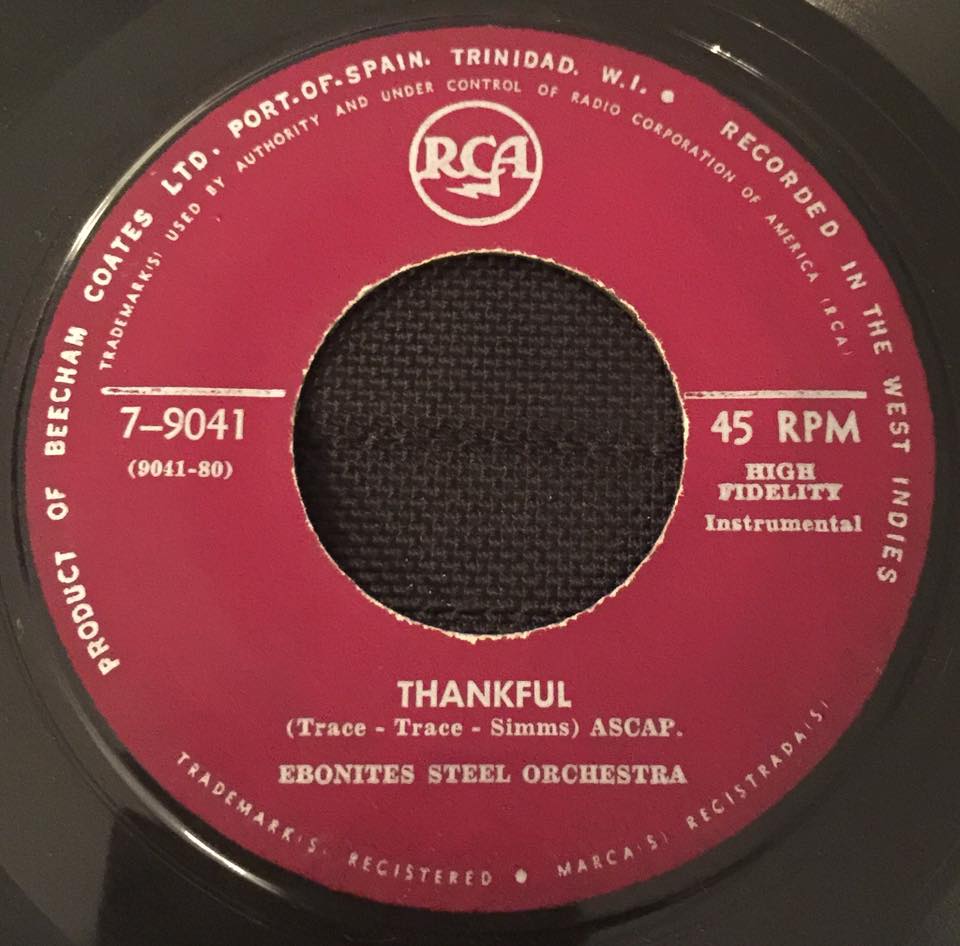 PRODUCT OF BEECHAM COATES LTD. PORT-OF-SPAIN. TRINIDAD. W.I. • RECORDED IN THE WEST INDIES
TRADEMARK(S) USED BY AUTHORITY AND UNDER CONTROL OF RADIO CORPORATION OF AMERICA (RCA)
RCA
7-9041
(9041-80)
45 RPM
HIGH
FIDELITY
Instrumental
THANKFUL
(Trace - Trace - Simms) ASCAP.
EBONITES STEEL ORCHESTRA
TRADEMARK(S). REGISTERED • MARCA(S). REGISTRADA(S)